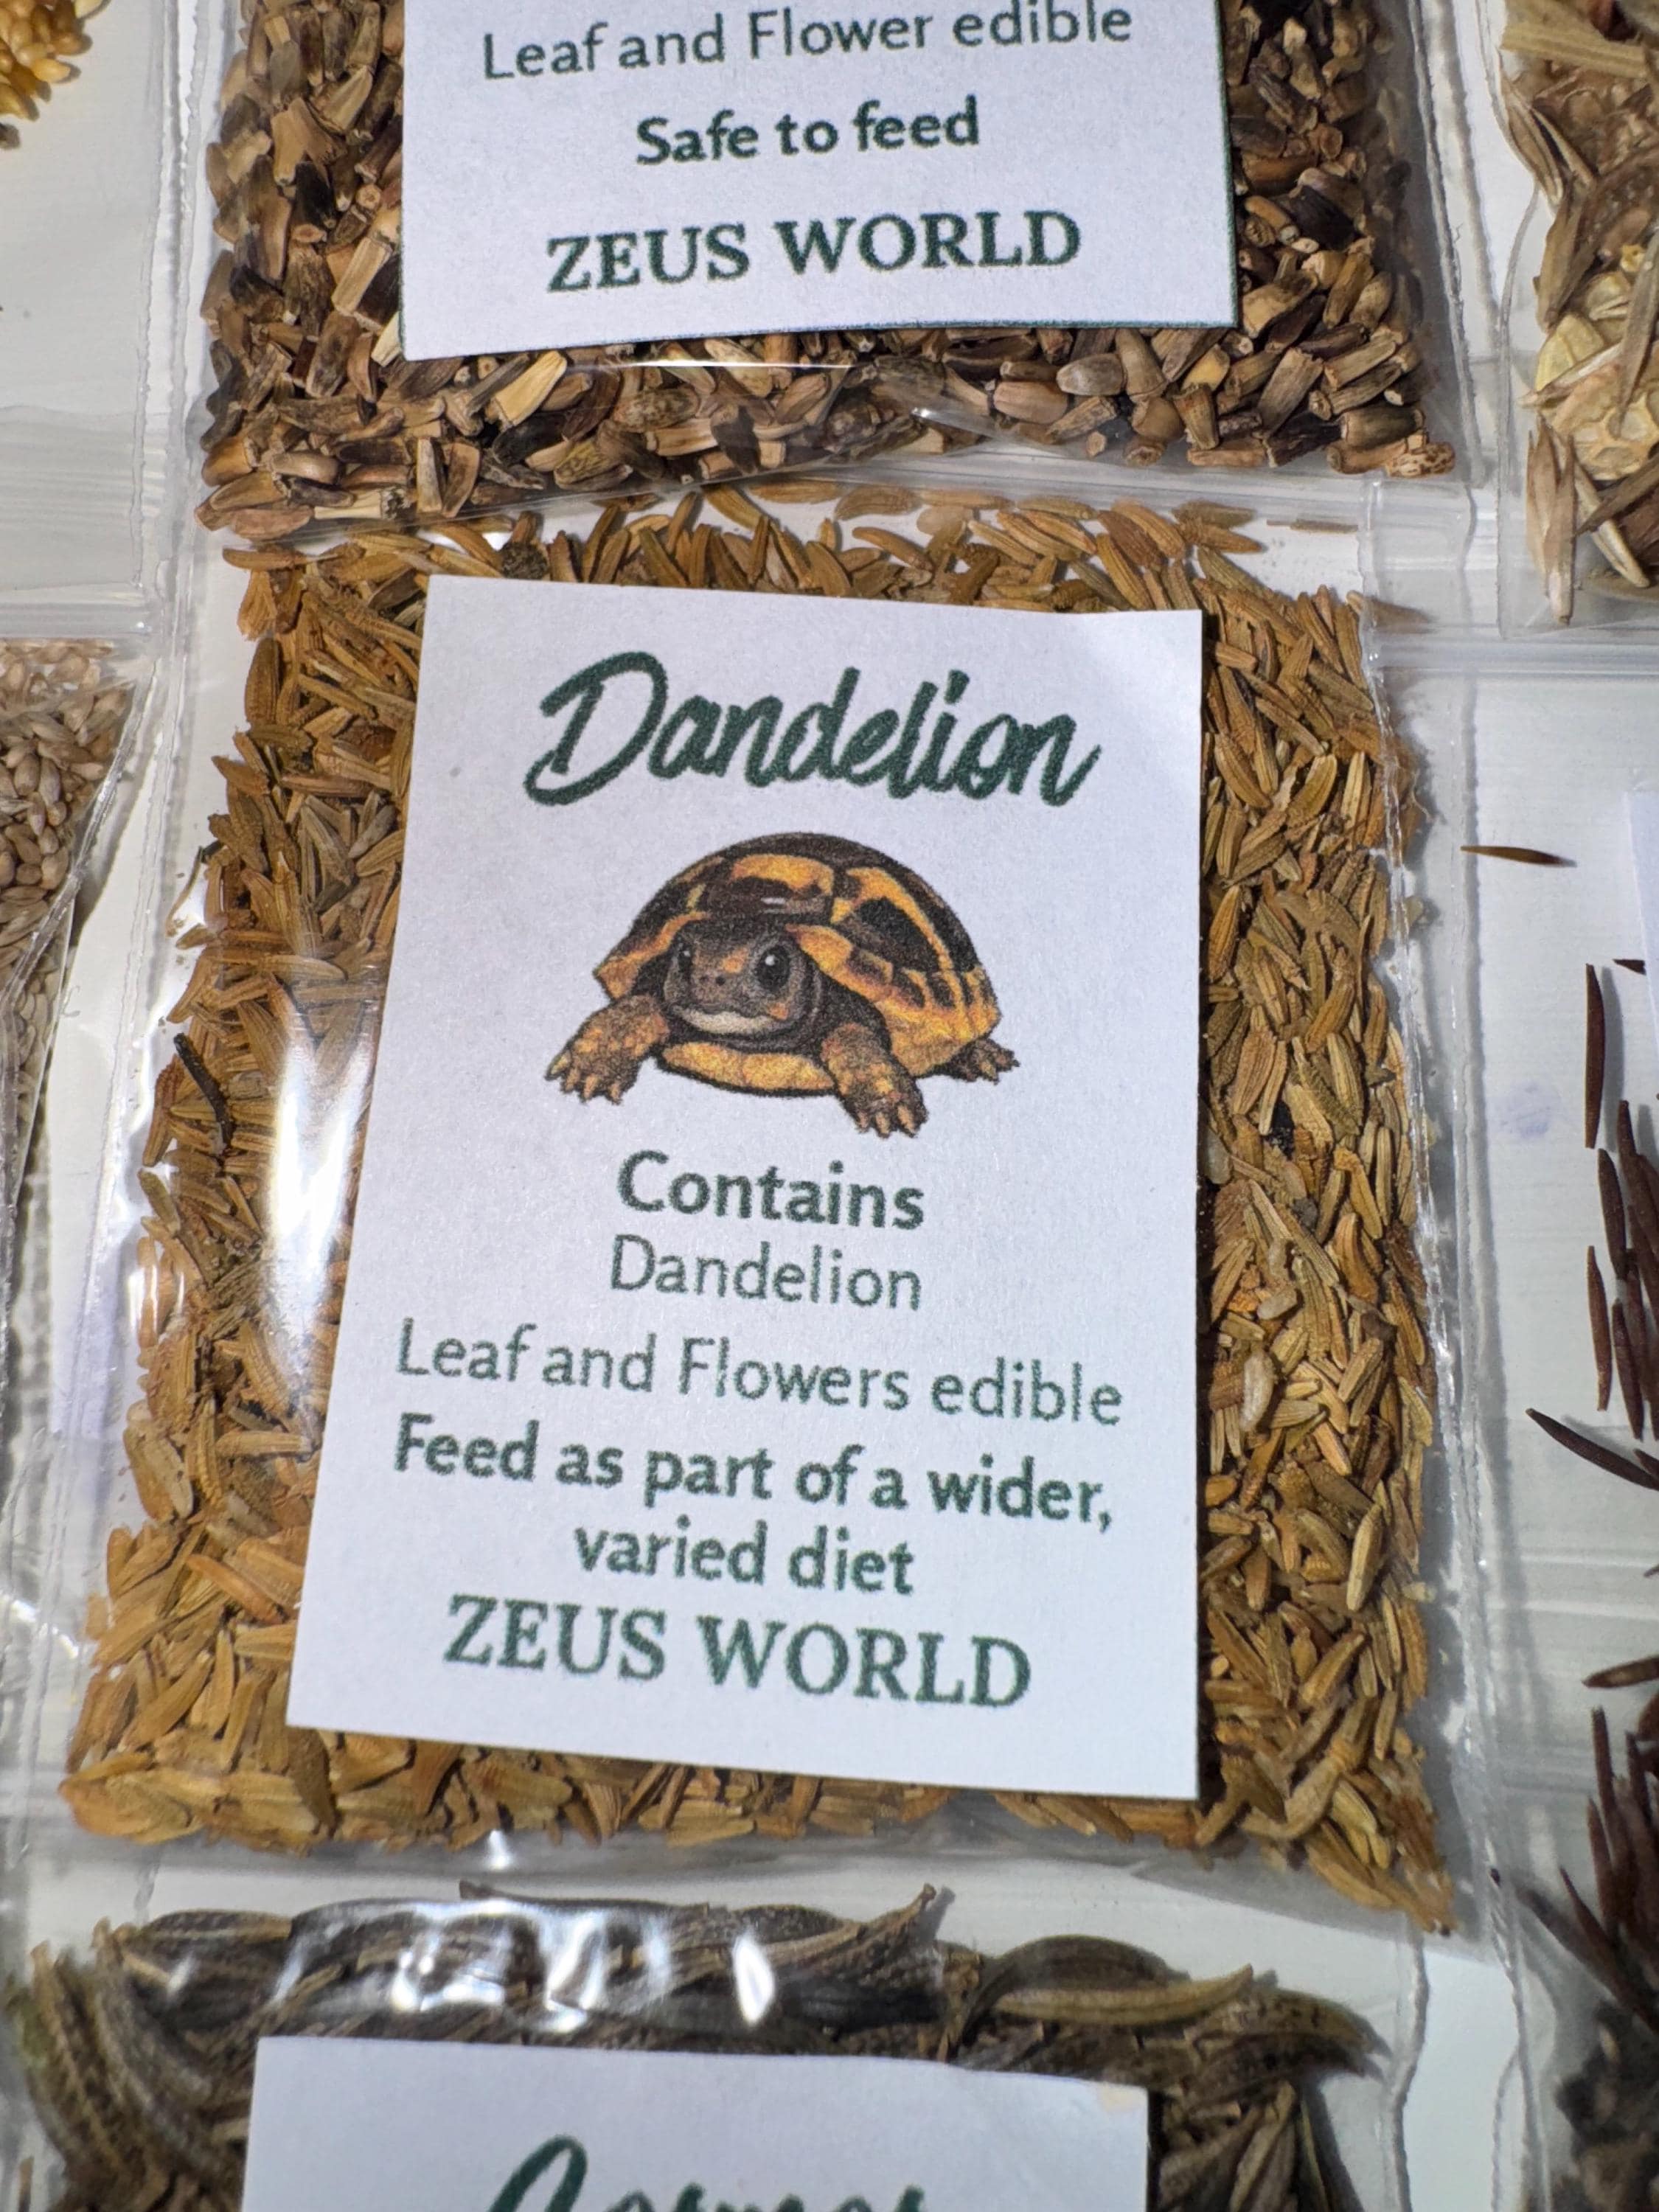 Leaf and Flower edible
Safe to feed
ZEUS WORLD
Dandelion
Contains
Dandelion
Leaf and Flowers edible
Feed as part of a wider,
varied diet
ZEUS WORLD